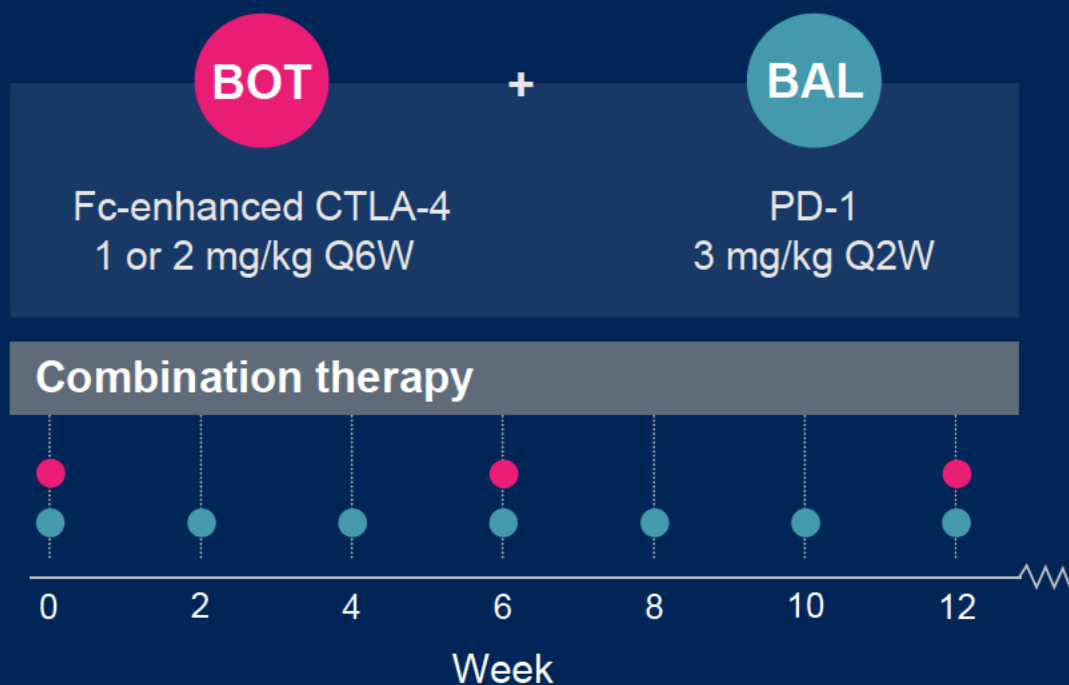 BOT + BAL
Fc-enhanced CTLA-4
1 or 2 mg/kg Q6W
PD-1
3 mg/kg Q2W
Combination therapy
0 2 4 6 8 10 12
Week